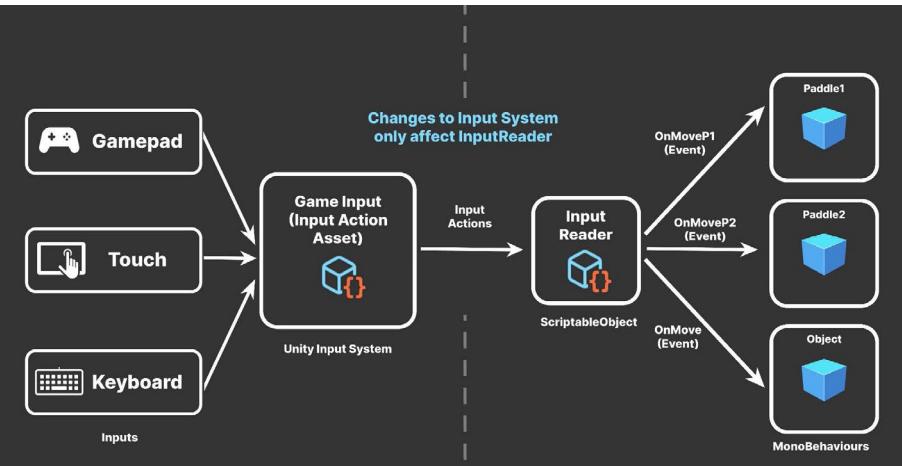 Changes to Input System
only affect InputReader
Gamepad
Touch
Keyboard
Inputs
Game Input
(Input Action
Asset)
{}
Unity Input System
Input
Actions
Input
Reader
{}
ScriptableObject
OnMoveP1
(Event)
OnMoveP2
(Event)
OnMove
(Event)
Paddle1
Paddle2
Object
MonoBehaviours